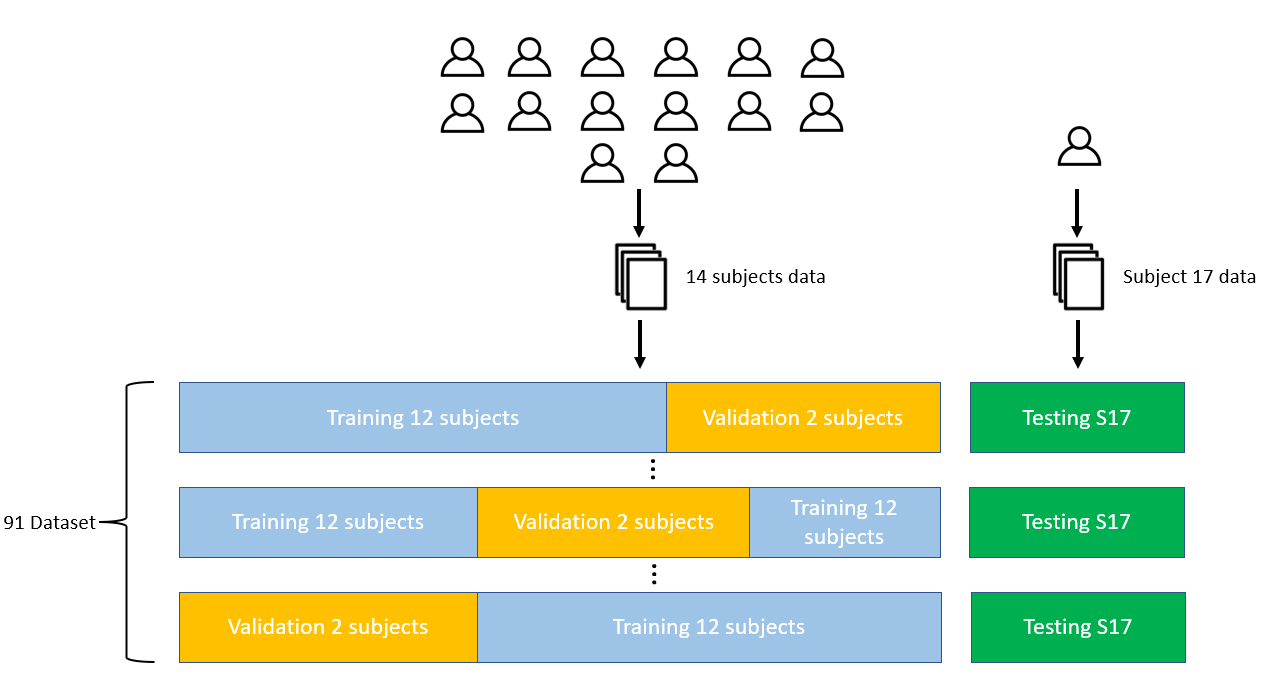 14 subjects data
Subject 17 data
Training 12 subjects
Validation 2 subjects
Testing S17
91 Dataset
Training 12 subjects
Validation 2 subjects
Training 12
subjects
Testing S17
Validation 2 subjects
Training 12 subjects
Testing S17